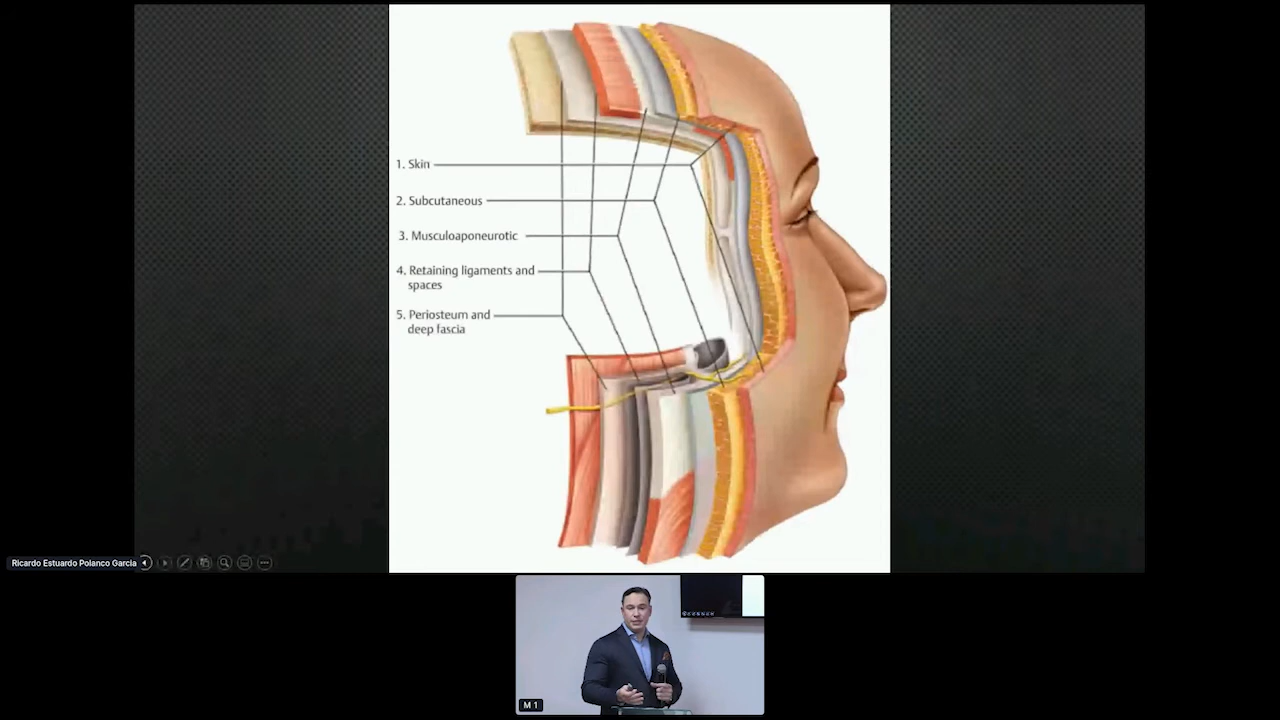 1. Skin
2. Subcutaneous
3. Musculoaponeurotic
4. Retaining ligaments and
spaces
5. Periosteum and
deep fascia
Ricardo Estuardo Polanco Garcia
M 1